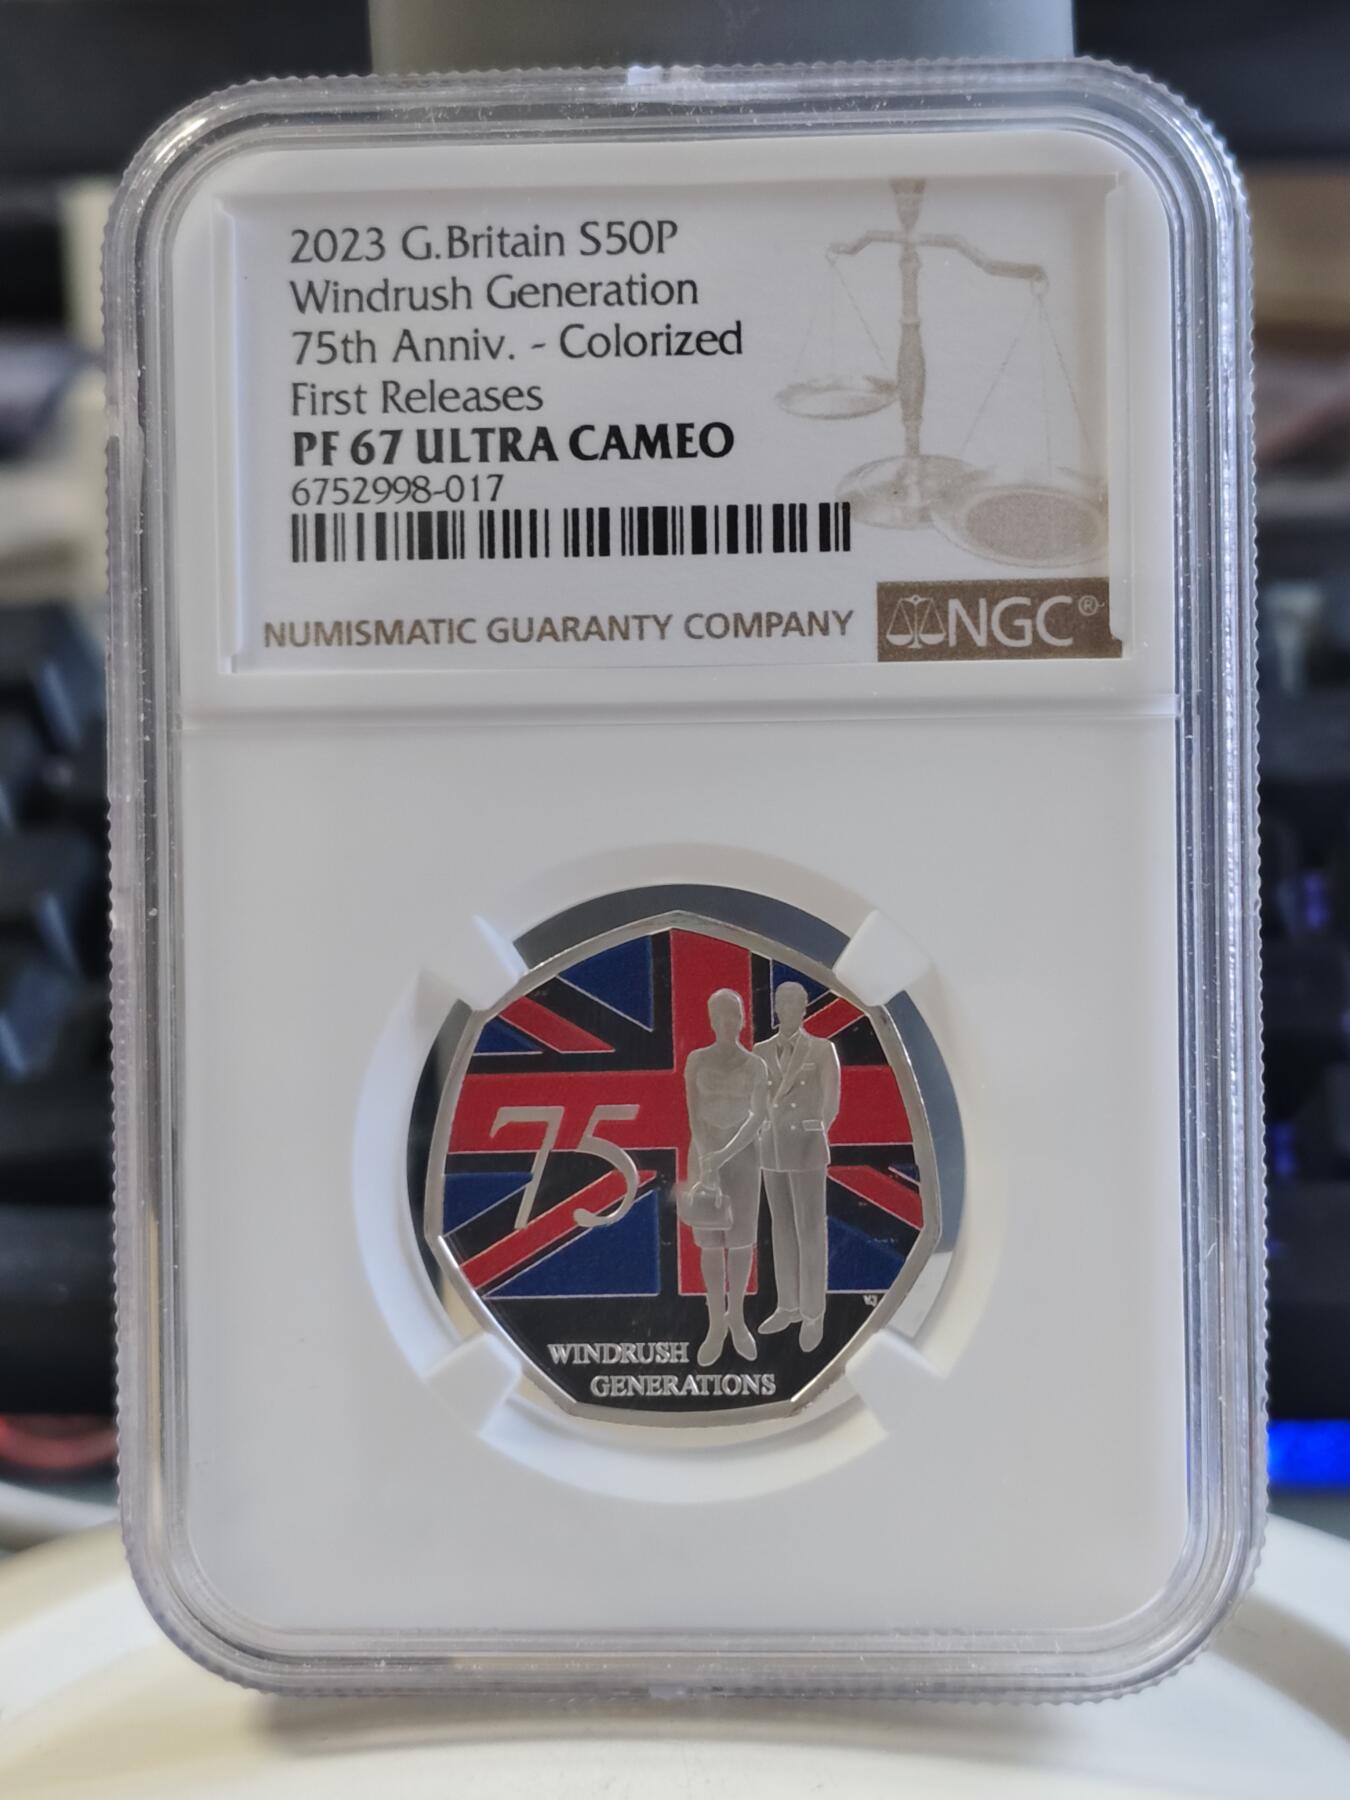 2023 G.Britain S50P
Windrush Generation
75th Anniv. - Colorized
First Releases
PF 67 ULTRA CAMEO
6752998-017
NUMISMATIC GUARANTY COMPANY
NGC®
75
WINDRUSH
GENERATIONS